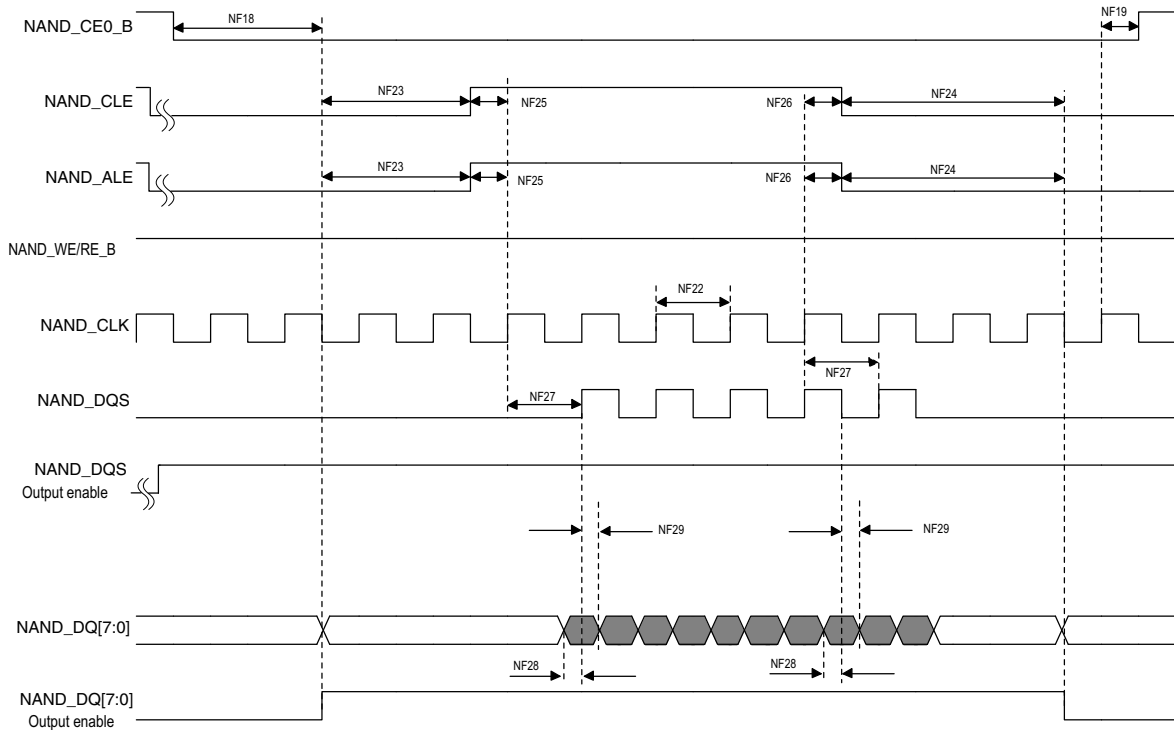 NAND_CE0_B
NF18
NF19
NAND_CLE
NF23
NF25
NF26
NF24
NAND_ALE
NF23
NF25
NF26
NF24
NAND_WE/RE_B
NF22
NAND_CLK
NF27
NAND_DQS
NF27
NAND_DQS
Output enable
NF29
NF29
NAND_DQ[7:0]
NF28
NF28
NAND_DQ[7:0]
Output enable